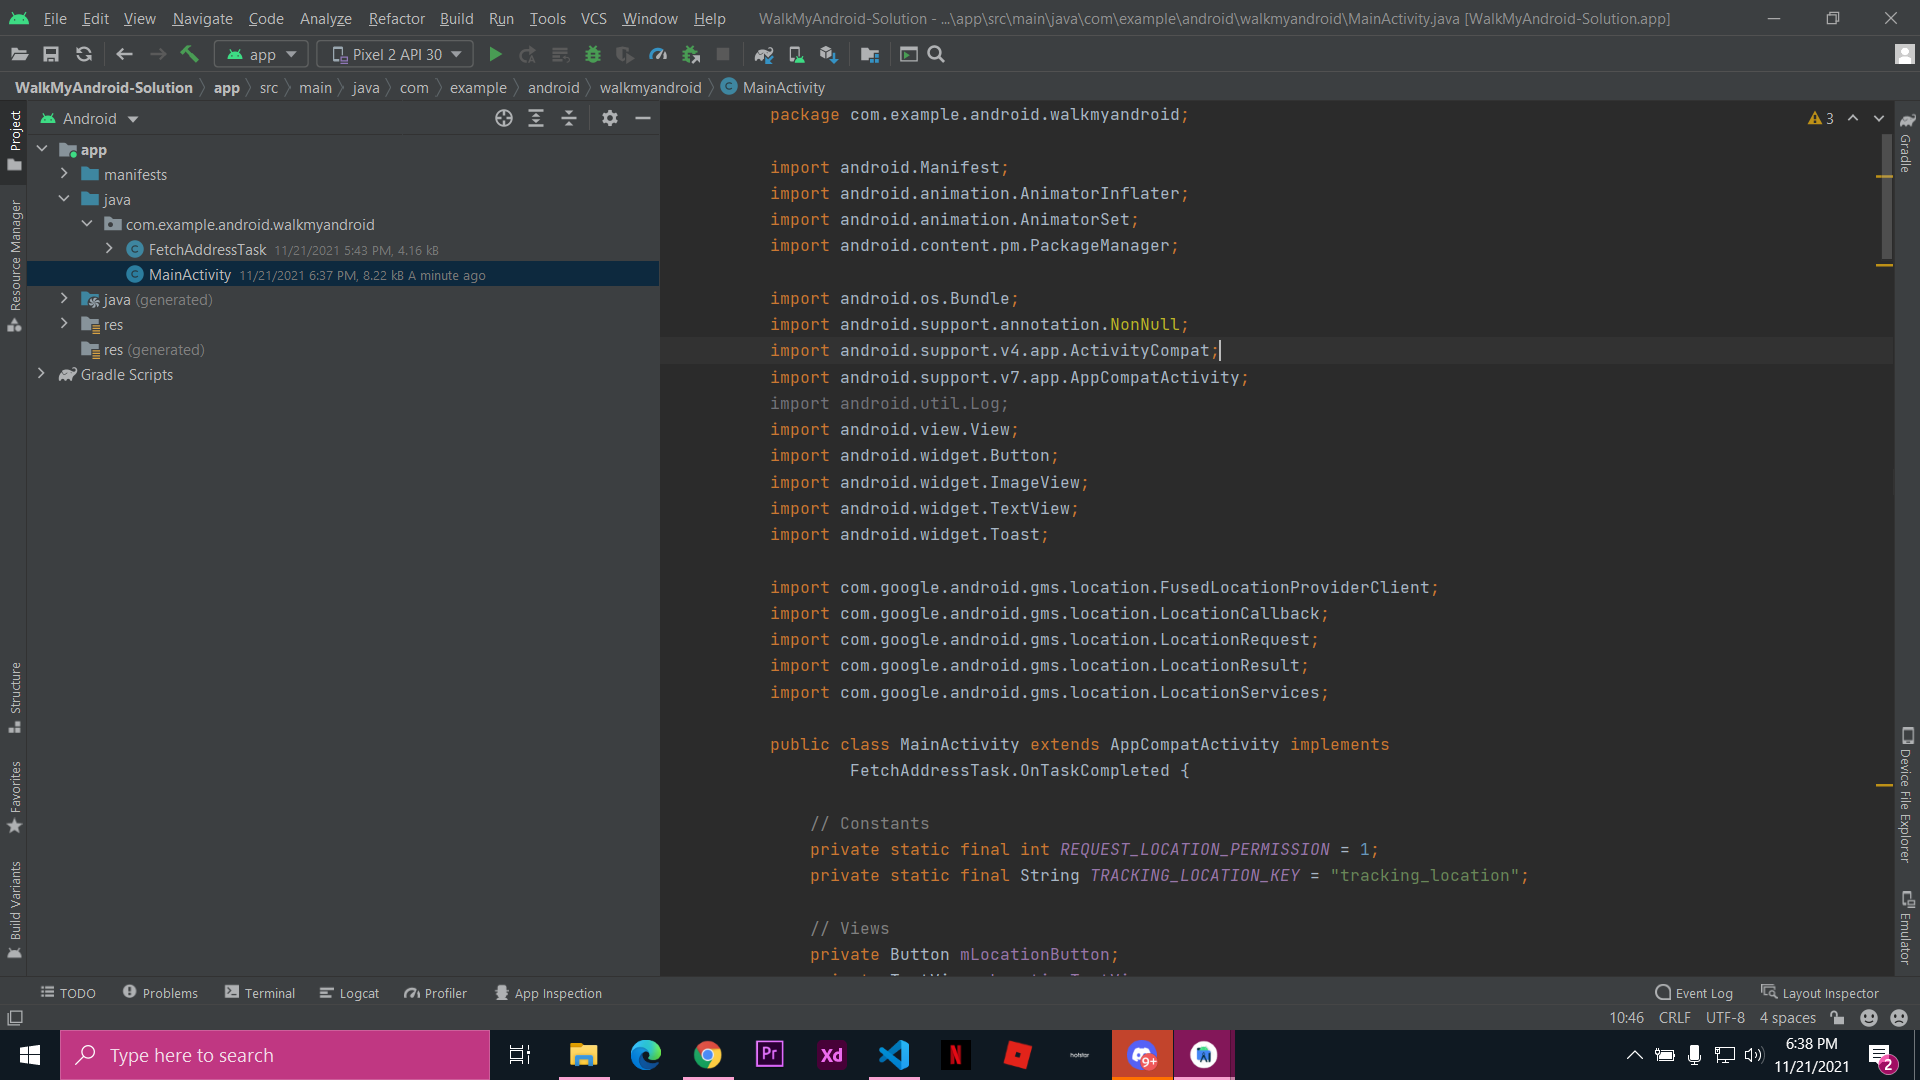 File Edit View Navigate Code Analyze Refactor Build Run Tools VCS Window Help WalkMyAndroid-Solution - ...\app\src\main\java\com\example\android\walkmyandroid\MainActivity.java [WalkMyAndroid-Solution.app]
app Pixel 2 API 30
WalkMyAndroid-Solution app src main java com example android walkmyandroid MainActivity
Project
Resource Manager
Structure
Favorites
Build Variants
Android
app
manifests
java
com.example.android.walkmyandroid
FetchAddressTask 11/21/2021 5:43 PM, 4.16 kB
MainActivity 11/21/2021 6:37 PM, 8.22 kB A minute ago
java (generated)
res
res (generated)
Gradle Scripts
package com.example.android.walkmyandroid;
3
import android.Manifest;
import android.animation.AnimatorInflater;
import android.animation.AnimatorSet;
import android.content.pm.PackageManager;
import android.os.Bundle;
import android.support.annotation.NonNull;
import android.support.v4.app.ActivityCompat;
import android.support.v7.app.AppCompatActivity;
import android.util.Log;
import android.view.View;
import android.widget.Button;
import android.widget.ImageView;
import android.widget.TextView;
import android.widget.Toast;
import com.google.android.gms.location.FusedLocationProviderClient;
import com.google.android.gms.location.LocationCallback;
import com.google.android.gms.location.LocationRequest;
import com.google.android.gms.location.LocationResult;
import com.google.android.gms.location.LocationServices;
public class MainActivity extends AppCompatActivity implements
FetchAddressTask.OnTaskCompleted {
// Constants
private static final int REQUEST_LOCATION_PERMISSION = 1;
private static final String TRACKING_LOCATION_KEY = "tracking_location";
// Views
private Button mLocationButton;
Gradle
Device File Explorer
Emulator
TODO Problems Terminal Logcat Profiler App Inspection Event Log Layout Inspector
10:46 CRLF UTF-8 4 spaces
Type here to search
Pr Xd N hotstar 9+
6:38 PM
11/21/2021
2